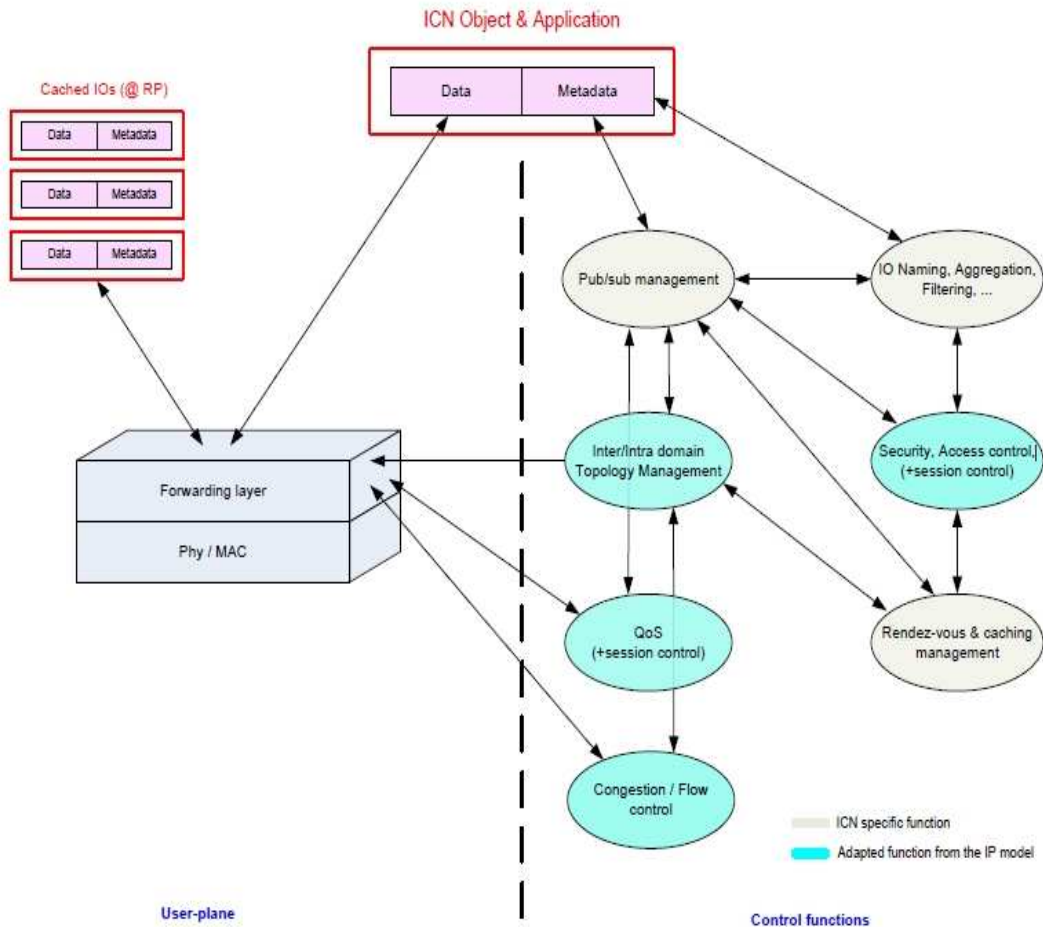 ICN Object & Application
Data
Metadata
Cached IOs (@ RP)
Data
Metadata
Data
Metadata
Data
Metadata
Pub/sub management
IO Naming, Aggregation,
Filtering, ...
Inter/Intra domain
Topology Management
Security, Access control,
(+session control)
Forwarding layer
Phy / MAC
QoS
(+session control)
Rendez-vous & caching
management
Congestion / Flow
control
ICN specific function
Adapted function from the IP model
User-plane
Control functions